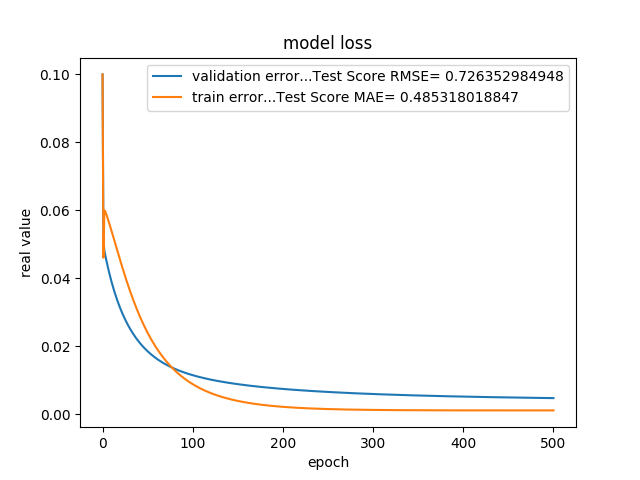 model loss
validation error...Test Score RMSE= 0.726352984948
train error...Test Score MAE= 0.485318018847
0.10
0.08
0.06
0.04
0.02
0.00
real value
0 100 200 300 400 500
epoch